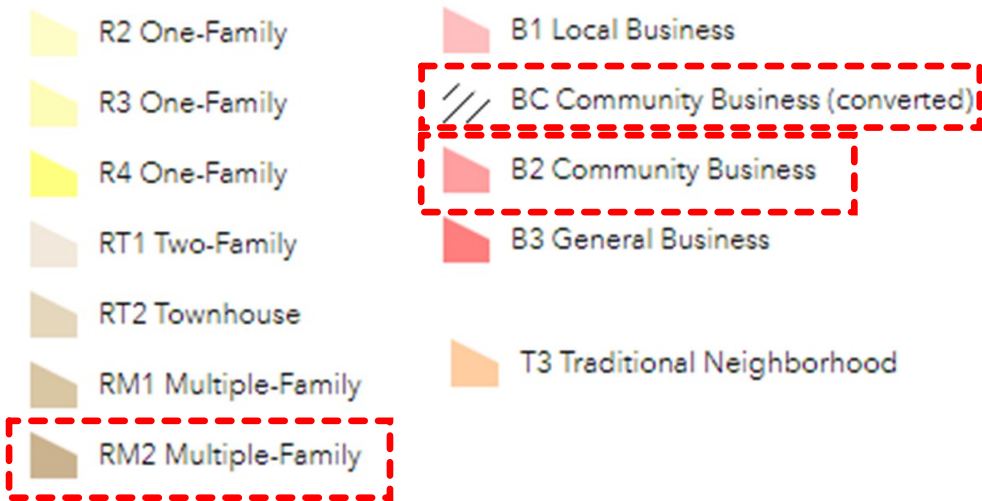 R2 One-Family
R3 One-Family
R4 One-Family
RT1 Two-Family
RT2 Townhouse
RM1 Multiple-Family
RM2 Multiple-Family
B1 Local Business
BC Community Business (converted)
B2 Community Business
B3 General Business
T3 Traditional Neighborhood